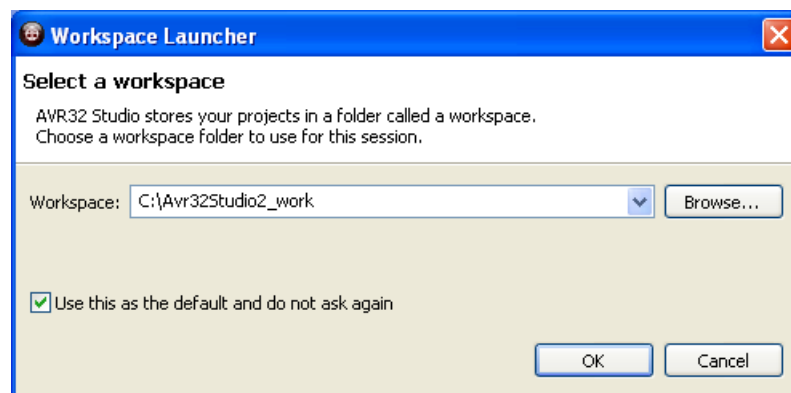 Workspace Launcher
Select a workspace
AVR32 Studio stores your projects in a folder called a workspace.
Choose a workspace folder to use for this session.
Workspace: C:\Avr32Studio2_work Browse...
Use this as the default and do not ask again
OK Cancel